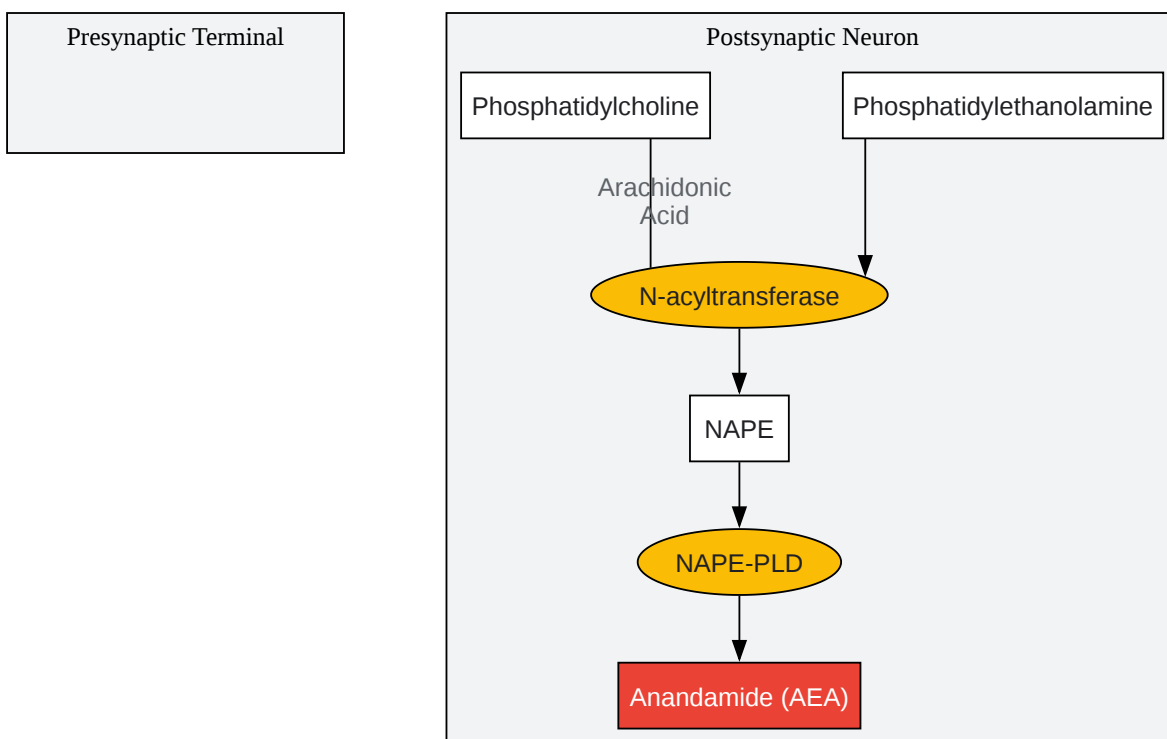 Presynaptic Terminal
Postsynaptic Neuron
Phosphatidylcholine
Phosphatidylethanolamine
Arachidonic
Acid
N-acyltransferase
NAPE
NAPE-PLD
Anandamide (AEA)